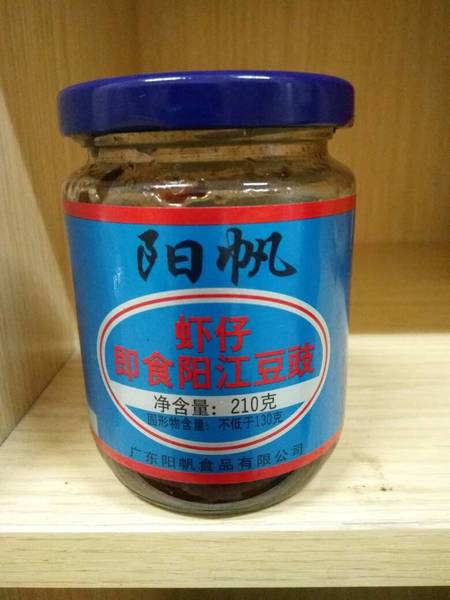 阳帆
虾仔
即食阳江豆豉
净含量：210克
固形物含量：不低于130克
广东阳帆食品有限公司